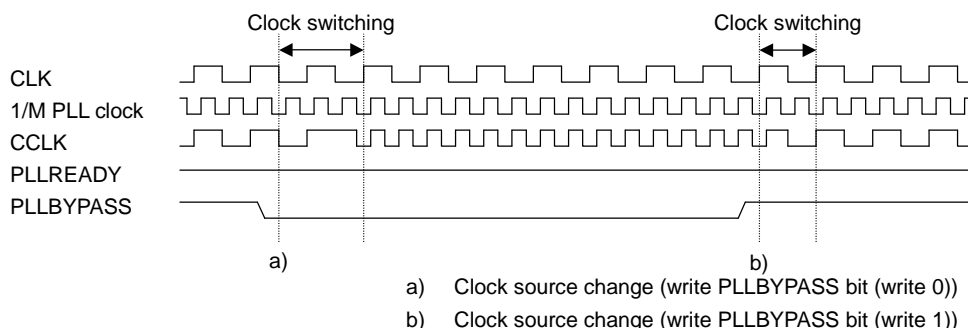 Clock switching Clock switching
CLK
1/M PLL clock
CCLK
PLLREADY
PLLBYPASS
a) b)
a) Clock source change (write PLLBYPASS bit (write 0))
b) Clock source change (write PLLBYPASS bit (write 1))